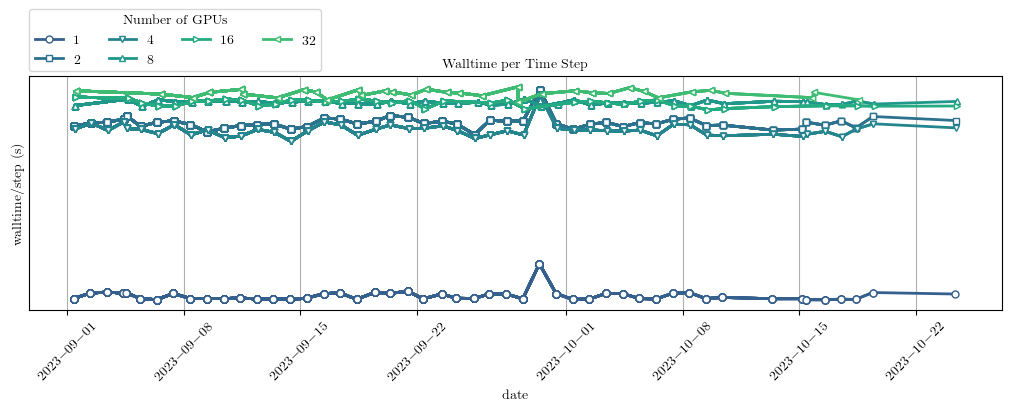 Number of GPUs
1 4 16 32
2 8
Walltime per Time Step
walltime/step (s)
2023−09−01 2023−09−08 2023−09−15 2023−09−22 2023−10−01 2023−10−08 2023−10−15 2023−10−22
date